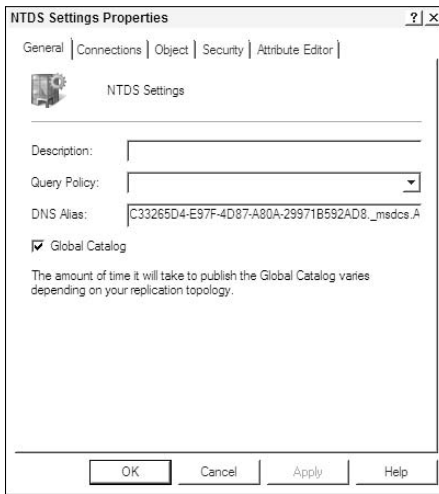 NTDS Settings Properties ? ×
General Connections Object Security Attribute Editor
NTDS Settings
Description:
Query Policy:
DNS Alias: C33265D4-E97F-4D87-A80A-29971B592AD8._msdcs.A
Global Catalog
The amount of time it will take to publish the Global Catalog varies
depending on your replication topology.
OK Cancel Apply Help